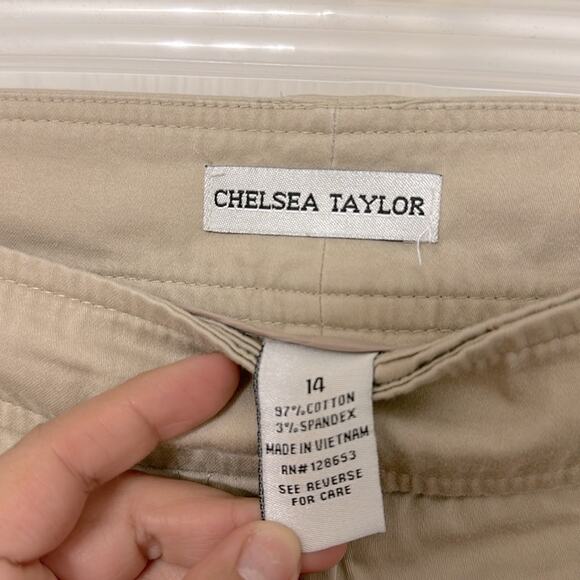 CHELSEA TAYLOR
14
97% COTTON
3% SPANDEX
MADE IN VIETNAM
RN# 128653
SEE REVERSE
FOR CARE